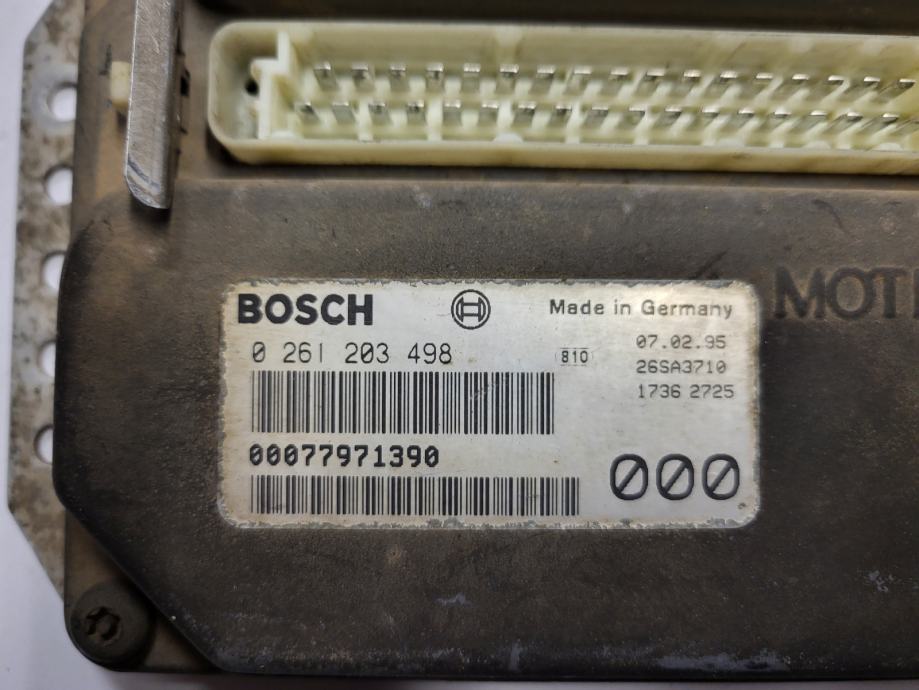 MOT
BOSCH Made in Germany
0 261 203 498 810 07.02.95
26SA3710
1736 2725
00077971390
000